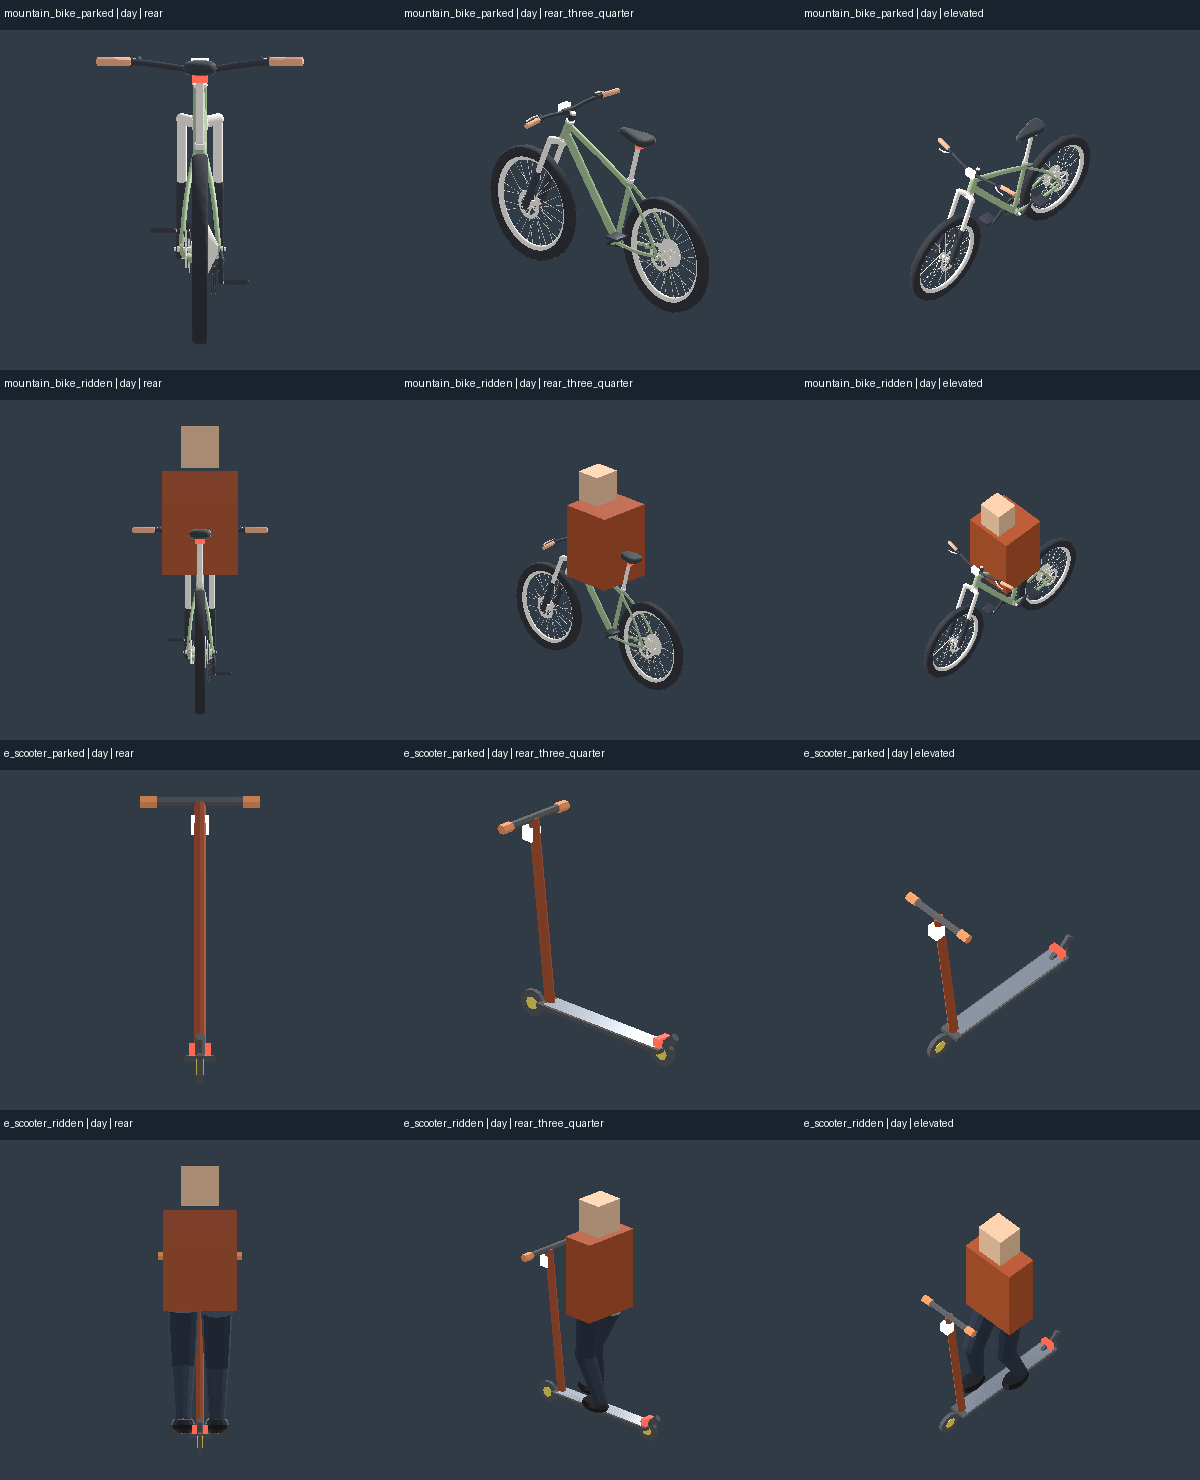 mountain_bike_parked | day | rear
mountain_bike_parked | day | rear_three_quarter
mountain_bike_parked | day | elevated
mountain_bike_ridden | day | rear
mountain_bike_ridden | day | rear_three_quarter
mountain_bike_ridden | day | elevated
e_scooter_parked | day | rear
e_scooter_parked | day | rear_three_quarter
e_scooter_parked | day | elevated
e_scooter_ridden | day | rear
e_scooter_ridden | day | rear_three_quarter
e_scooter_ridden | day | elevated